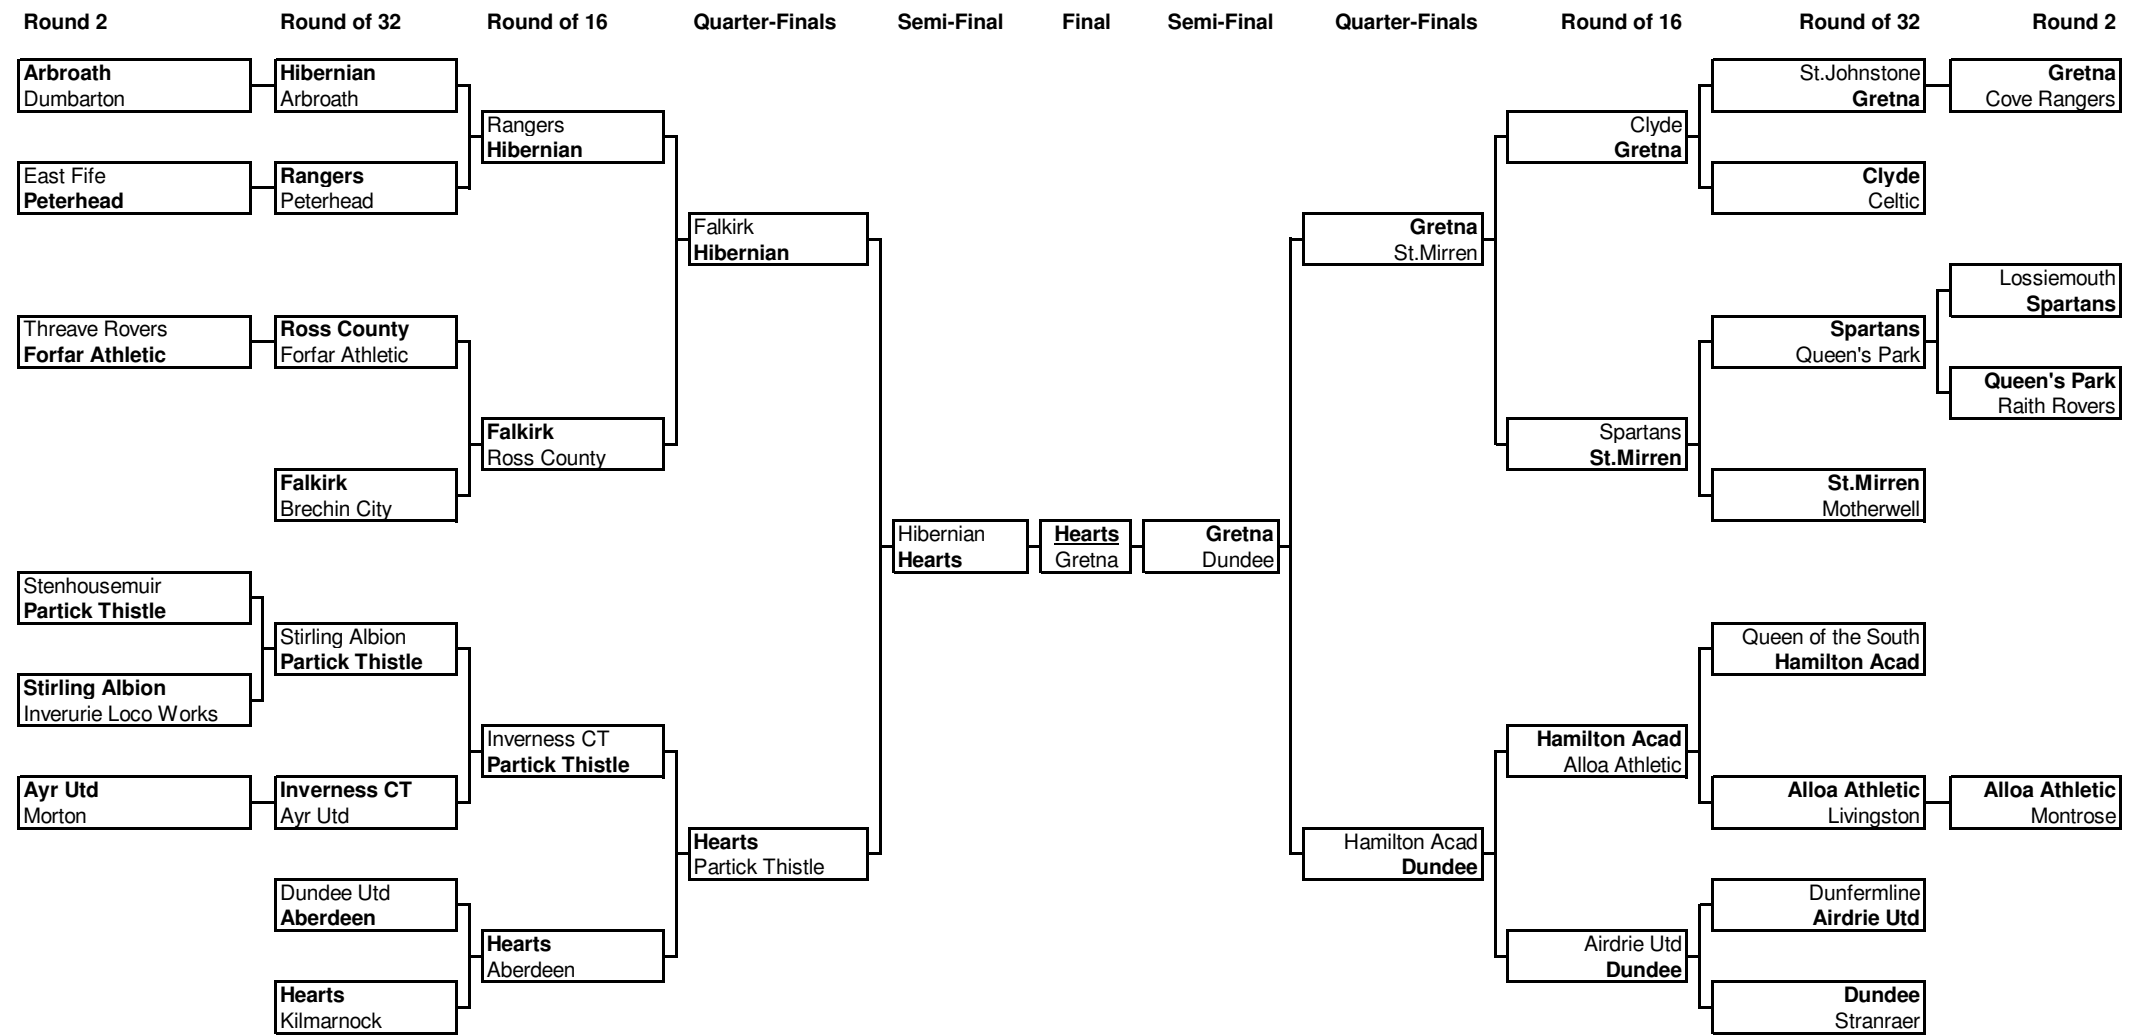 Round 2
Round of 32
Round of 16
Quarter-Finals
Semi-Final
Final
Semi-Final
Quarter-Finals
Round of 16
Round of 32
Round 2
Arbroath
Dumbarton
East Fife
Peterhead
Threave Rovers
Forfar Athletic
Stenhousemuir
Partick Thistle
Stirling Albion
Inverurie Loco Works
Ayr Utd
Morton
Hibernian
Arbroath
Rangers
Peterhead
Ross County
Forfar Athletic
Falkirk
Brechin City
Stirling Albion
Partick Thistle
Inverness CT
Ayr Utd
Dundee Utd
Aberdeen
Hearts
Kilmarnock
Rangers
Hibernian
Falkirk
Ross County
Inverness CT
Partick Thistle
Hearts
Aberdeen
Falkirk
Hibernian
Hearts
Partick Thistle
Hibernian
Hearts
Hearts
Gretna
Gretna
Dundee
Gretna
St.Mirren
Hamilton Acad
Dundee
Clyde
Gretna
Spartans
St.Mirren
Hamilton Acad
Alloa Athletic
Airdrie Utd
Dundee
St.Johnstone
Gretna
Clyde
Celtic
Spartans
Queen's Park
St.Mirren
Motherwell
Queen of the South
Hamilton Acad
Alloa Athletic
Livingston
Dunfermline
Airdrie Utd
Dundee
Stranraer
Gretna
Cove Rangers
Lossiemouth
Spartans
Queen's Park
Raith Rovers
Alloa Athletic
Montrose